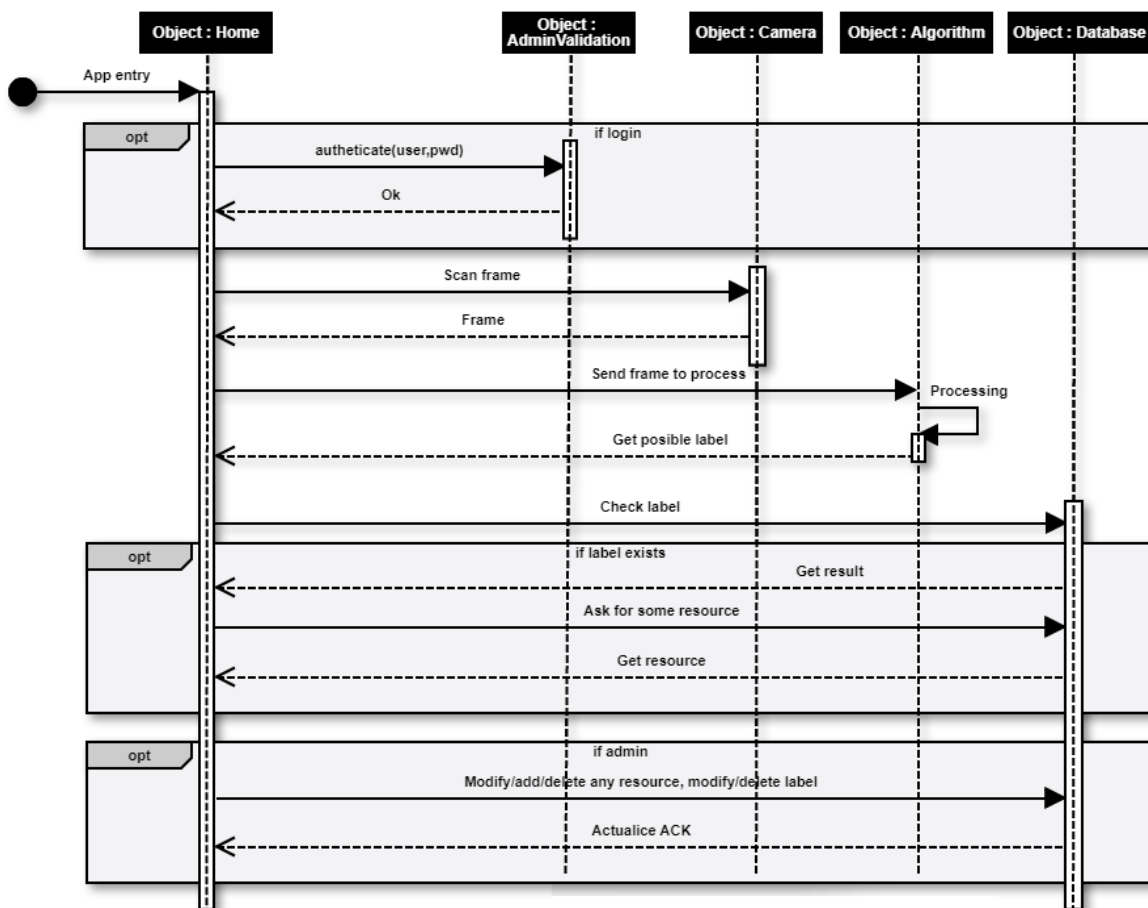 Object : Home
Object :
AdminValidation
Object : Camera
Object : Algorithm
Object : Database
App entry
opt
if login
autheticate(user,pwd)
Ok
Scan frame
Frame
Send frame to process
Processing
Get posible label
Check label
opt
if label exists
Get result
Ask for some resource
Get resource
opt
if admin
Modify/add/delete any resource, modify/delete label
Actualice ACK